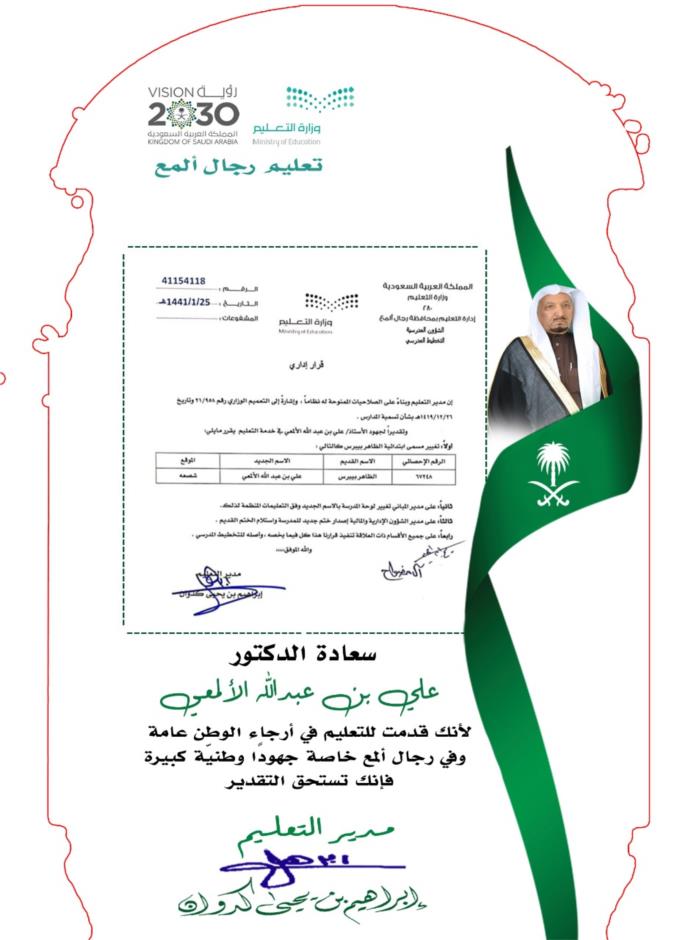 VISION رؤيــة
2030
المملكة العربية السعودية
KINGDOM OF SAUDI ARABIA
وزارة التعـــليم
Ministry of Education
تعليم رجال ألمع
المملكة العربية السعودية
وزارة التعليم
٢٨٠
إدارة التعليم بمحافظة رجال ألمع
الشؤون المدرسية
التخطيط المدرسي
وزارة التعـــليم
Ministry of Education
الـــرقـــم : 41154118
التاريــخ : 1441/1/25هـ
المشفوعات :
قرار إداري
إن مدير التعليم وبناءً على الصلاحيات الممنوحة له نظاماً ، وإشارةً إلى التعميم الوزاري رقم ٢١/٩٥٨ وتاريخ
١٤١٩/١٢/٢٦هـ بشأن تسمية المدارس .
وتقديراً لجهود الأستاذ/ علي بن عبد الله الألمعي في خدمة التعليم يقرر مايلي:
أولاً: تغيير مسمى ابتدائية الظاهر بيبرس كالتالي :
الرقم الإحصائي الاسم القديم الاسم الجديد الموقع
٦٧٢٤٨ الظاهر بيبرس علي بن عبد الله الألمعي شصعه
ثانياً: على مدير المباني تغيير لوحة المدرسة بالاسم الجديد وفق التعليمات المنظمة لذلك.
ثالثاً: على مدير الشؤون الإدارية والمالية إصدار ختم جديد للمدرسة واستلام الختم القديم .
رابعاً: على جميع الأقسام ذات العلاقة تنفيذ قرارنا هذا كل فيما يخصه ، وأصله للتخطيط المدرسي .
والله الموفق،،،،
مدير التعليم
إبراهيم بن يحيى كدوان
سعادة الدكتور
علي بن عبدالله الألمعي
لأنك قدمت للتعليم في أرجاء الوطن عامة
وفي رجال ألمع خاصة جهودًا وطنيّة كبيرة
فإنك تستحق التقدير
مدير التعليم
إبراهيم بن يحيى كدوان